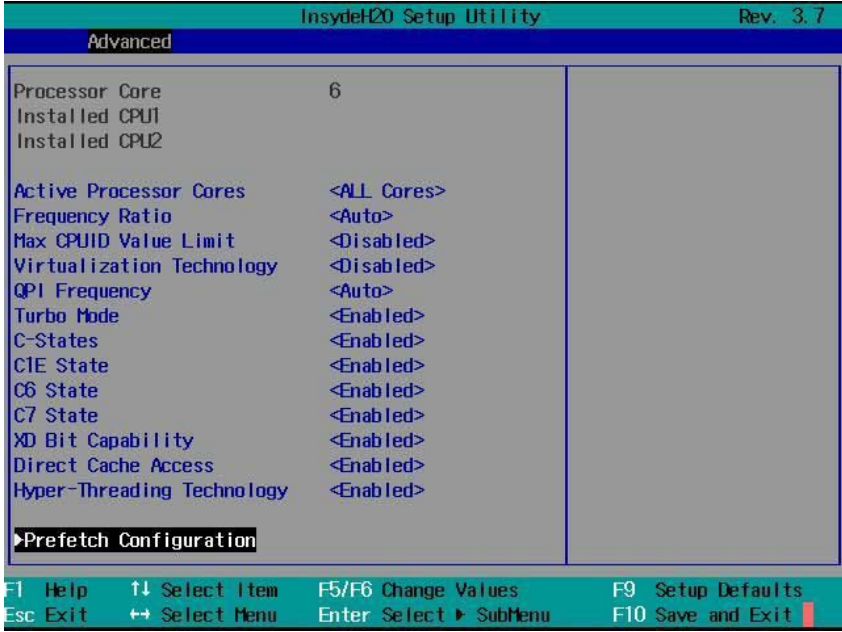 InsydeH20 Setup Utility Rev. 3.7
Advanced
Processor Core 6
Installed CPU1
Installed CPU2
Active Processor Cores <ALL Cores>
Frequency Ratio <Auto>
Max CPUID Value Limit <Disabled>
Virtualization Technology <Disabled>
QPI Frequency <Auto>
Turbo Mode <Enabled>
C-States <Enabled>
C1E State <Enabled>
C6 State <Enabled>
C7 State <Enabled>
XD Bit Capability <Enabled>
Direct Cache Access <Enabled>
Hyper-Threading Technology <Enabled>
▶Prefetch Configuration
F1 Help ↑↓ Select Item F5/F6 Change Values F9 Setup Defaults
Esc Exit ↔ Select Menu Enter Select ▶ SubMenu F10 Save and Exit